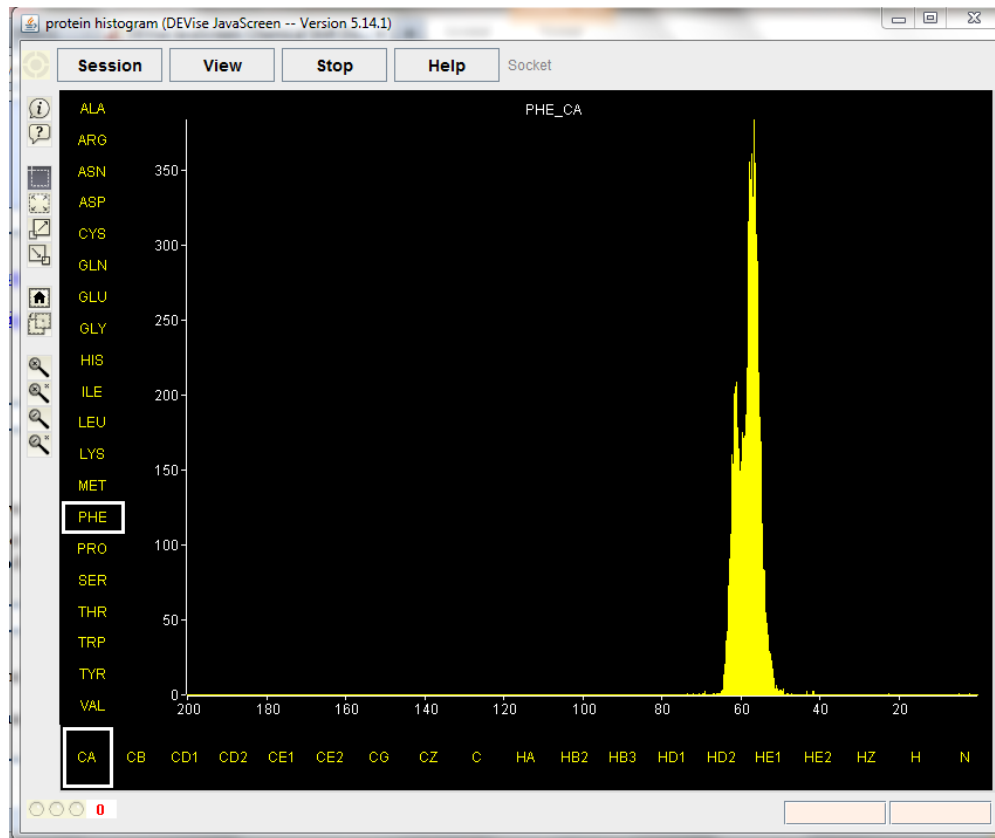 protein histogram (DEVise JavaScreen -- Version 5.14.1)
Session View Stop Help Socket
PHE_CA
ALA
ARG
ASN
ASP
CYS
GLN
GLU
GLY
HIS
ILE
LEU
LYS
MET
PHE
PRO
SER
THR
TRP
TYR
VAL
350
300
250
200
150
100
50
0
200 180 160 140 120 100 80 60 40 20
CA CB CD1 CD2 CE1 CE2 CG CZ C HA HB2 HB3 HD1 HD2 HE1 HE2 HZ H N
0